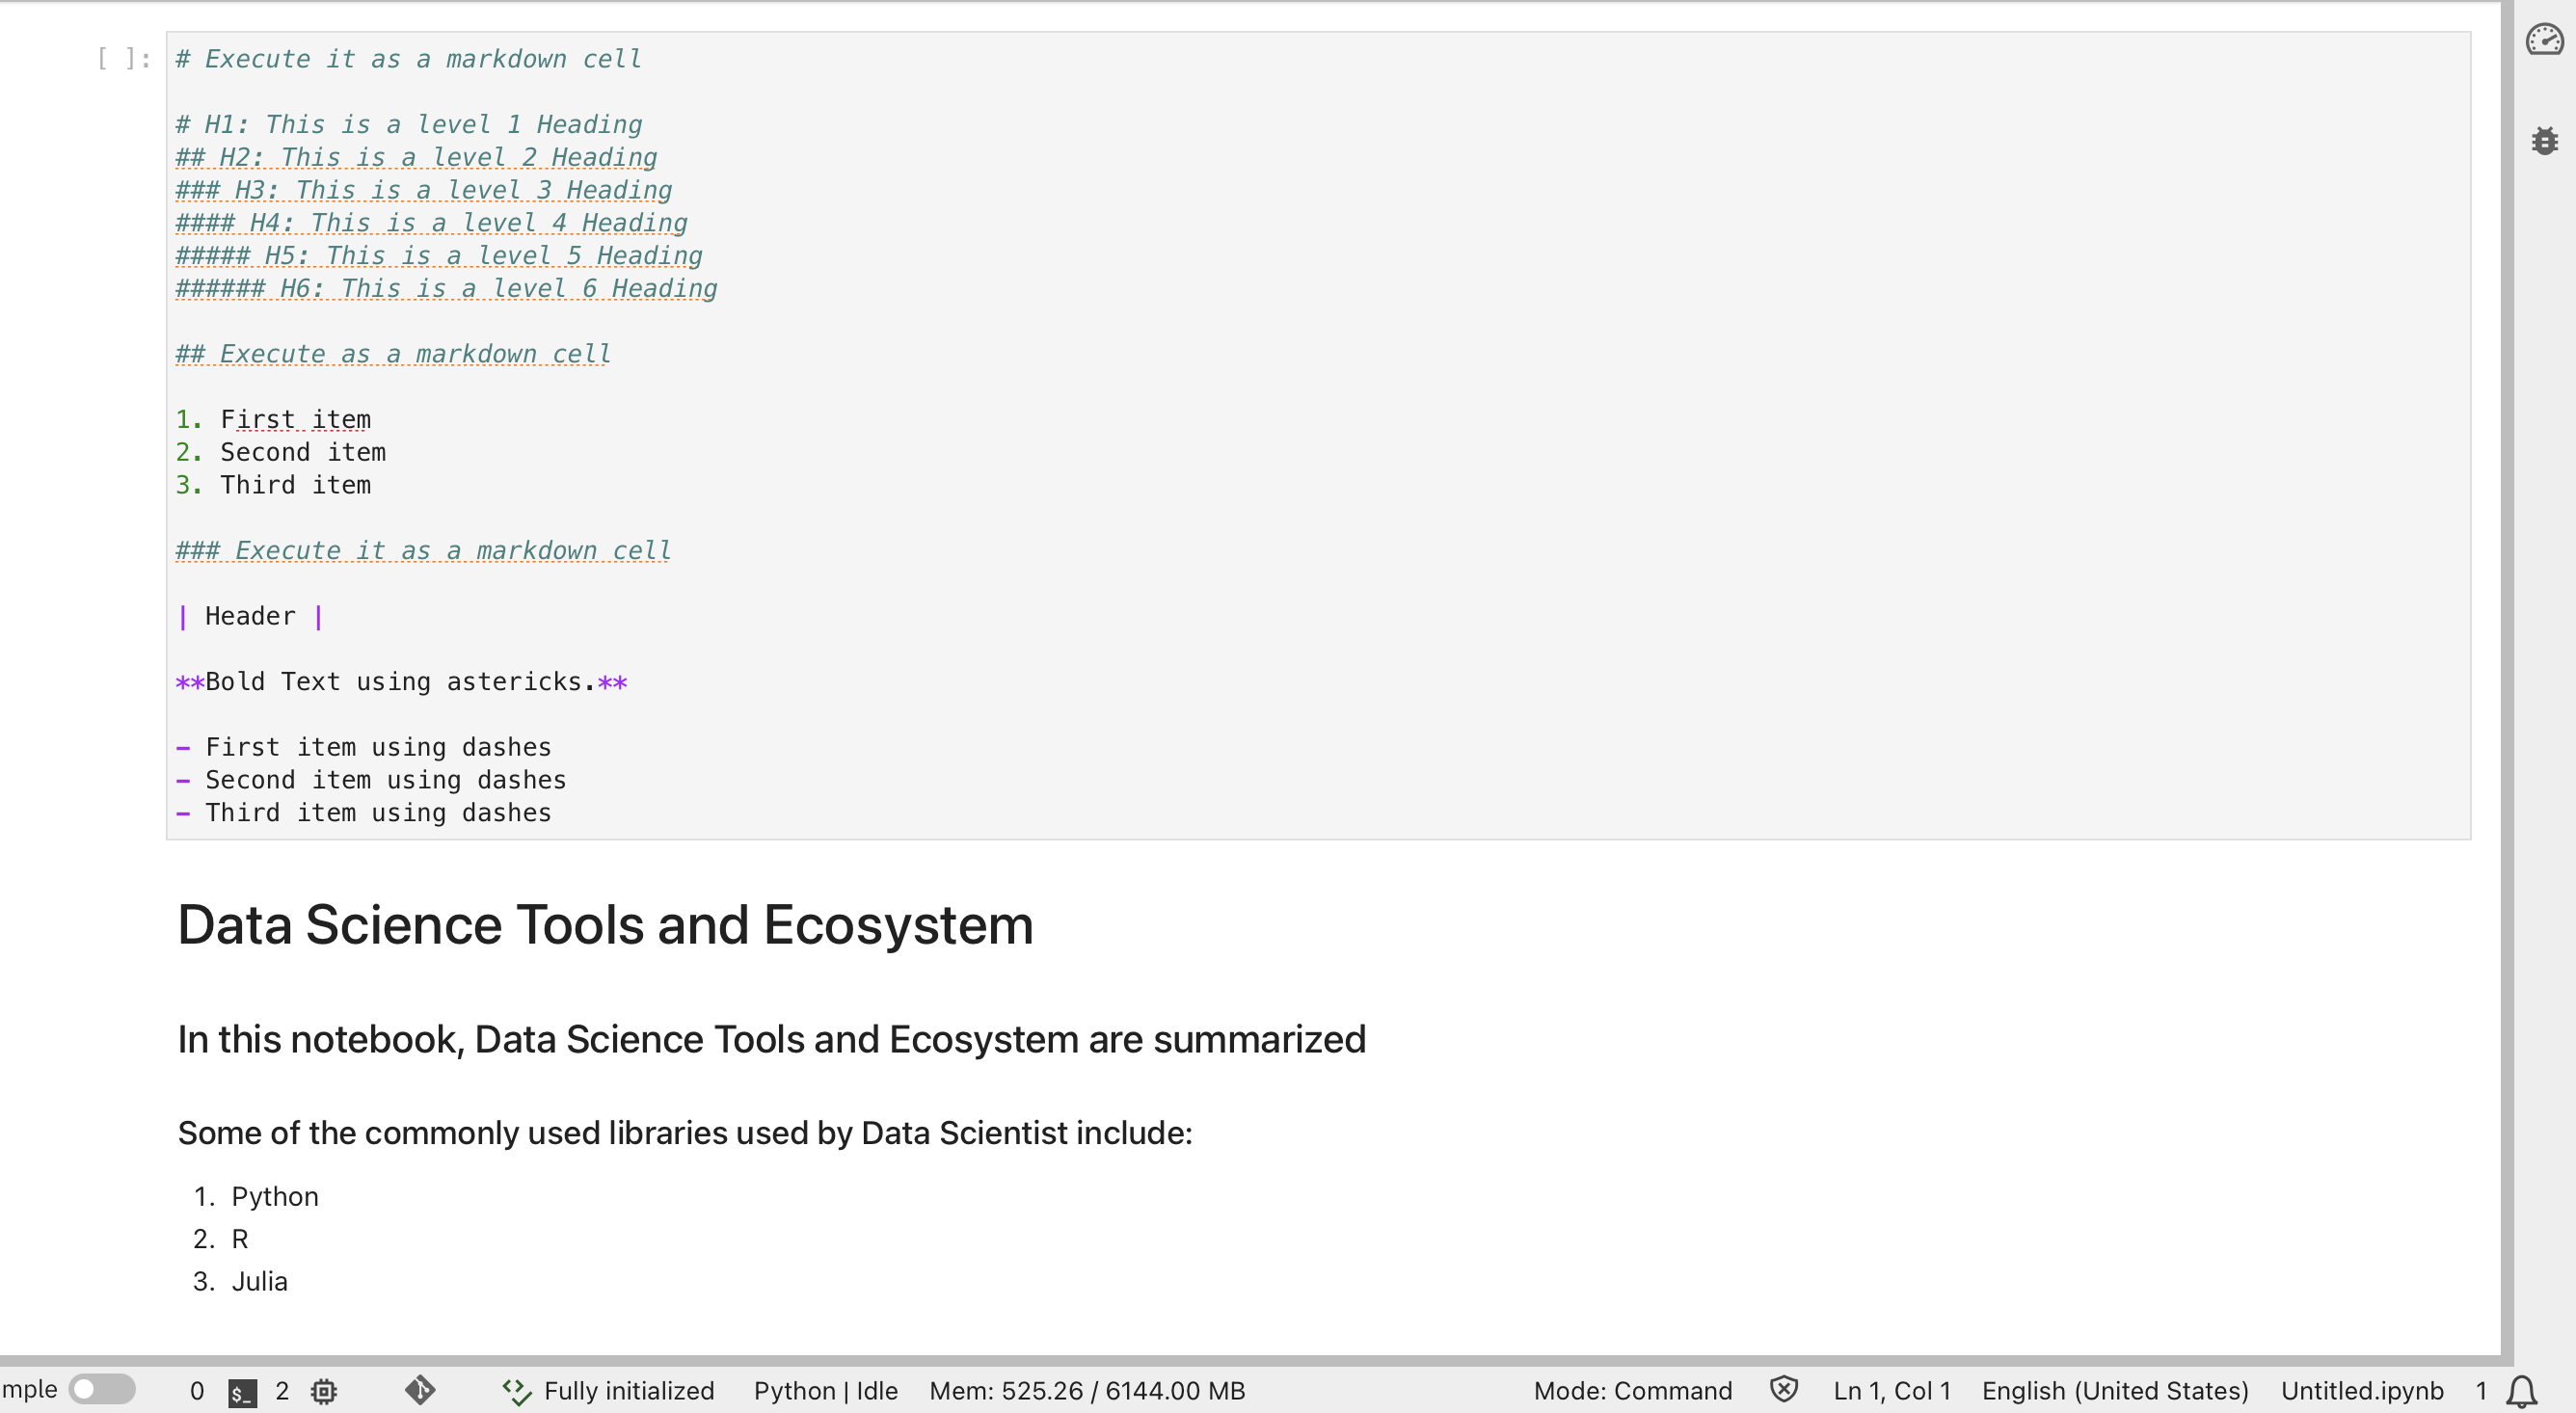 [ ]:
# Execute it as a markdown cell
# H1: This is a level 1 Heading
## H2: This is a level 2 Heading
### H3: This is a level 3 Heading
#### H4: This is a level 4 Heading
##### H5: This is a level 5 Heading
###### H6: This is a level 6 Heading
## Execute as a markdown cell
1. First item
2. Second item
3. Third item
### Execute it as a markdown cell
| Header |
**Bold Text using astericks.**
- First item using dashes
- Second item using dashes
- Third item using dashes
Data Science Tools and Ecosystem
In this notebook, Data Science Tools and Ecosystem are summarized
Some of the commonly used libraries used by Data Scientist include:
1. Python
2. R
3. Julia
mple 0 $_ 2 Fully initialized Python | Idle Mem: 525.26 / 6144.00 MB Mode: Command Ln 1, Col 1 English (United States) Untitled.ipynb 1